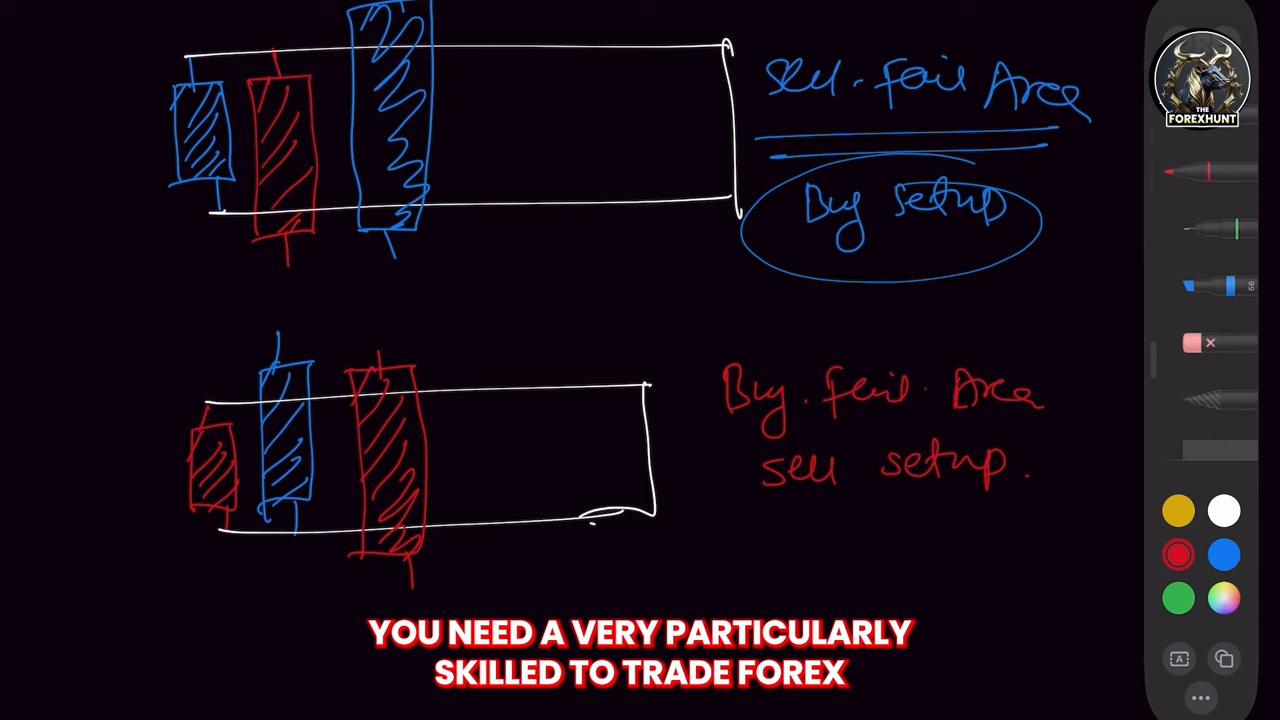 Sell. Fail Area
THE
FOREXHUNT
Buy setup
Buy. Fail. Area
sell setup.
YOU NEED A VERY PARTICULARLY
SKILLED TO TRADE FOREX
A